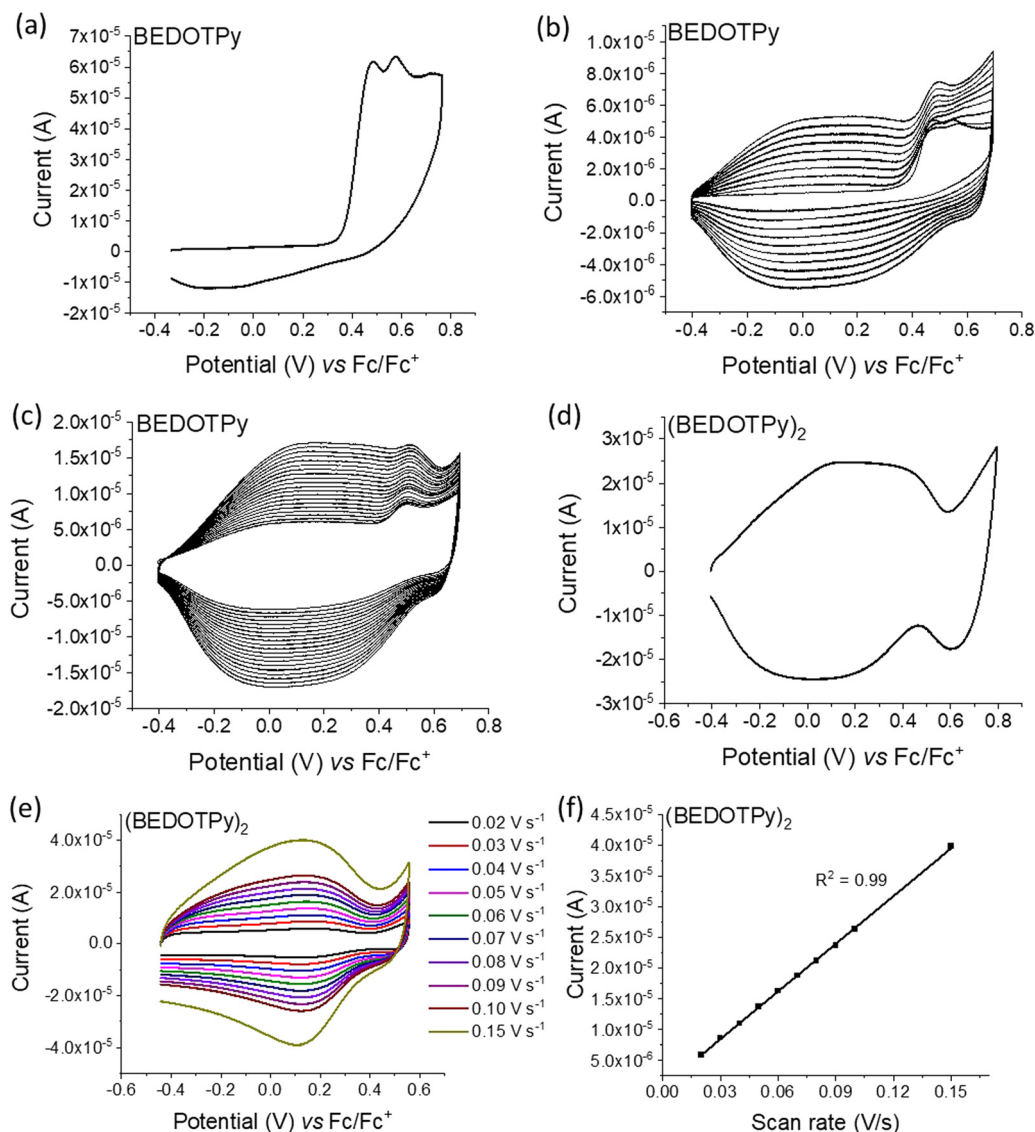 (a)
BEDOTPy
7x10⁻⁵
6x10⁻⁵
5x10⁻⁵
4x10⁻⁵
3x10⁻⁵
2x10⁻⁵
1x10⁻⁵
0
-1x10⁻⁵
-2x10⁻⁵
Current (A)
-0.4 -0.2 0.0 0.2 0.4 0.6 0.8
Potential (V) vs Fc/Fc⁺
(b)
BEDOTPy
1.0x10⁻⁵
8.0x10⁻⁶
6.0x10⁻⁶
4.0x10⁻⁶
2.0x10⁻⁶
0.0
-2.0x10⁻⁶
-4.0x10⁻⁶
-6.0x10⁻⁶
Current (A)
-0.4 -0.2 0.0 0.2 0.4 0.6 0.8
Potential (V) vs Fc/Fc⁺
(c)
BEDOTPy
2.0x10⁻⁵
1.5x10⁻⁵
1.0x10⁻⁵
5.0x10⁻⁶
0.0
-5.0x10⁻⁶
-1.0x10⁻⁵
-1.5x10⁻⁵
-2.0x10⁻⁵
Current (A)
-0.4 -0.2 0.0 0.2 0.4 0.6 0.8
Potential (V) vs Fc/Fc⁺
(d)
(BEDOTPy)₂
3x10⁻⁵
2x10⁻⁵
1x10⁻⁵
0
-1x10⁻⁵
-2x10⁻⁵
-3x10⁻⁵
Current (A)
-0.6 -0.4 -0.2 0.0 0.2 0.4 0.6 0.8 1.0
Potential (V) vs Fc/Fc⁺
(e)
(BEDOTPy)₂
4.0x10⁻⁵
2.0x10⁻⁵
0.0
-2.0x10⁻⁵
-4.0x10⁻⁵
Current (A)
-0.6 -0.4 -0.2 0.0 0.2 0.4 0.6
Potential (V) vs Fc/Fc⁺
0.02 V s⁻¹
0.03 V s⁻¹
0.04 V s⁻¹
0.05 V s⁻¹
0.06 V s⁻¹
0.07 V s⁻¹
0.08 V s⁻¹
0.09 V s⁻¹
0.10 V s⁻¹
0.15 V s⁻¹
(f)
(BEDOTPy)₂
4.5x10⁻⁵
4.0x10⁻⁵
3.5x10⁻⁵
3.0x10⁻⁵
2.5x10⁻⁵
2.0x10⁻⁵
1.5x10⁻⁵
1.0x10⁻⁵
5.0x10⁻⁶
Current (A)
R² = 0.99
0.00 0.03 0.06 0.09 0.12 0.15
Scan rate (V/s)